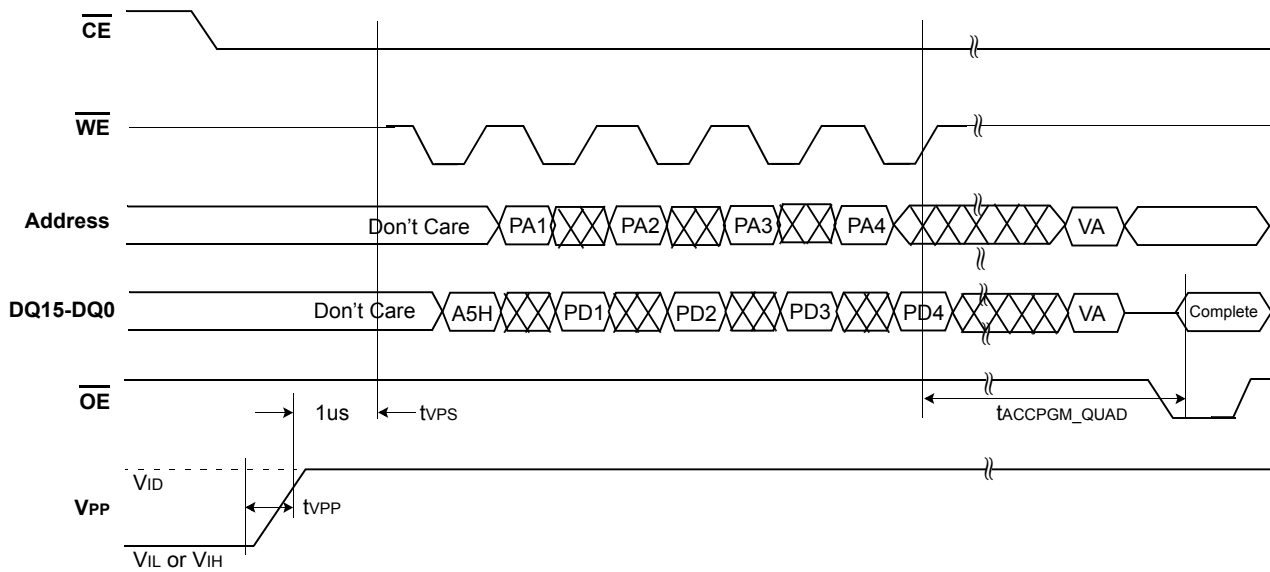 CE
WE
Address Don't Care PA1 PA2 PA3 PA4 VA
DQ15-DQ0 Don't Care A5H PD1 PD2 PD3 PD4 VA Complete
OE
1us tVPS tACCPGM_QUAD
VID
VPP tVPP
VIL or VIH